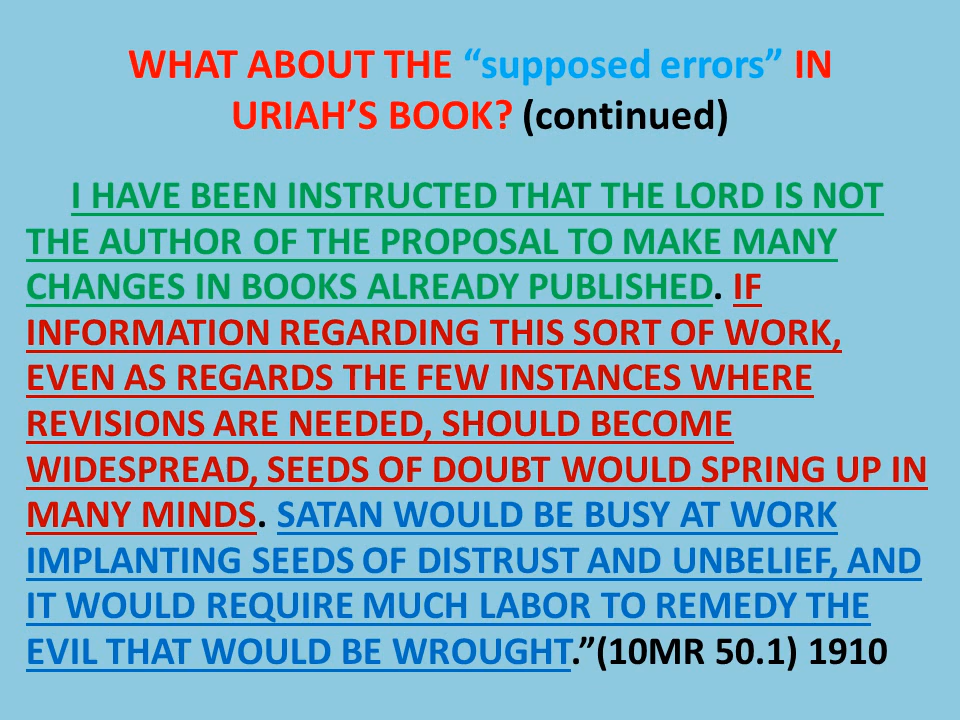 WHAT ABOUT THE “supposed errors” IN
URIAH’S BOOK? (continued)
I HAVE BEEN INSTRUCTED THAT THE LORD IS NOT
THE AUTHOR OF THE PROPOSAL TO MAKE MANY
CHANGES IN BOOKS ALREADY PUBLISHED. IF
INFORMATION REGARDING THIS SORT OF WORK,
EVEN AS REGARDS THE FEW INSTANCES WHERE
REVISIONS ARE NEEDED, SHOULD BECOME
WIDESPREAD, SEEDS OF DOUBT WOULD SPRING UP IN
MANY MINDS. SATAN WOULD BE BUSY AT WORK
IMPLANTING SEEDS OF DISTRUST AND UNBELIEF, AND
IT WOULD REQUIRE MUCH LABOR TO REMEDY THE
EVIL THAT WOULD BE WROUGHT.”(10MR 50.1) 1910